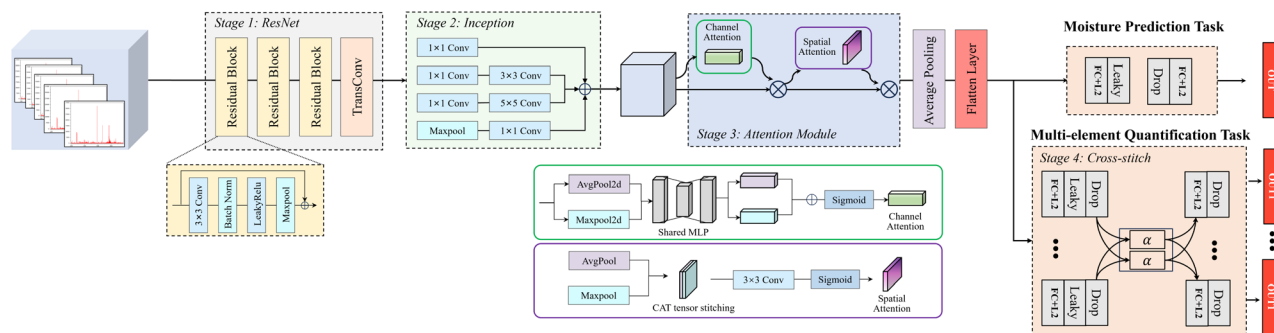 Stage 1: ResNet
Residual Block
Residual Block
Residual Block
TransConv
3×3 Conv
Batch Norm
LeakyRelu
Maxpool
Stage 2: Inception
1×1 Conv
1×1 Conv
3×3 Conv
1×1 Conv
5×5 Conv
Maxpool
1×1 Conv
Channel
Attention
Spatial
Attention
Stage 3: Attention Module
Average Pooling
Flatten Layer
AvgPool2d
Maxpool2d
Shared MLP
Sigmoid
Channel
Attention
AvgPool
Maxpool
CAT tensor stitching
3×3 Conv
Sigmoid
Spatial
Attention
Moisture Prediction Task
FC+L2
Leaky
Drop
FC+L2
OUT
Multi-element Quantification Task
Stage 4: Cross-stitch
FC+L2
Leaky
Drop
FC+L2
Drop
α
α
FC+L2
Leaky
Drop
FC+L2
Drop
OUT
OUT